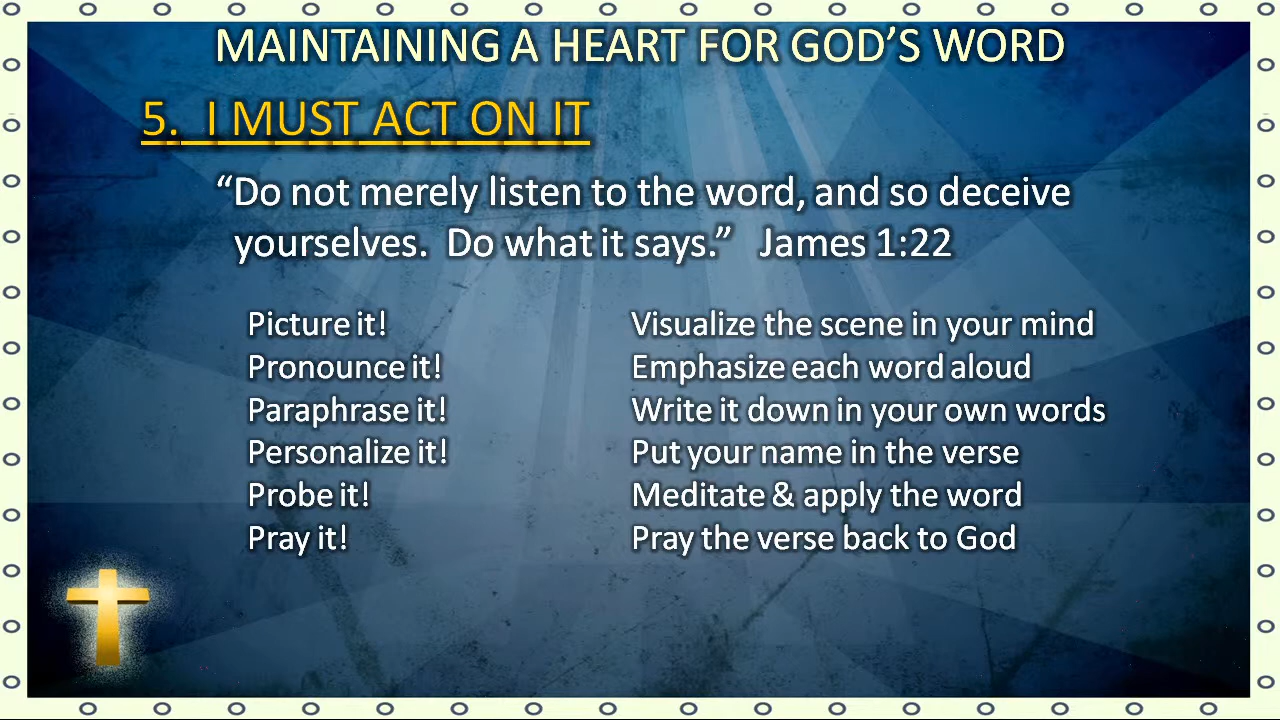 MAINTAINING A HEART FOR GOD’S WORD
5. I MUST ACT ON IT
“Do not merely listen to the word, and so deceive
yourselves. Do what it says.” James 1:22
Picture it! Visualize the scene in your mind
Pronounce it! Emphasize each word aloud
Paraphrase it! Write it down in your own words
Personalize it! Put your name in the verse
Probe it! Meditate & apply the word
Pray it! Pray the verse back to God